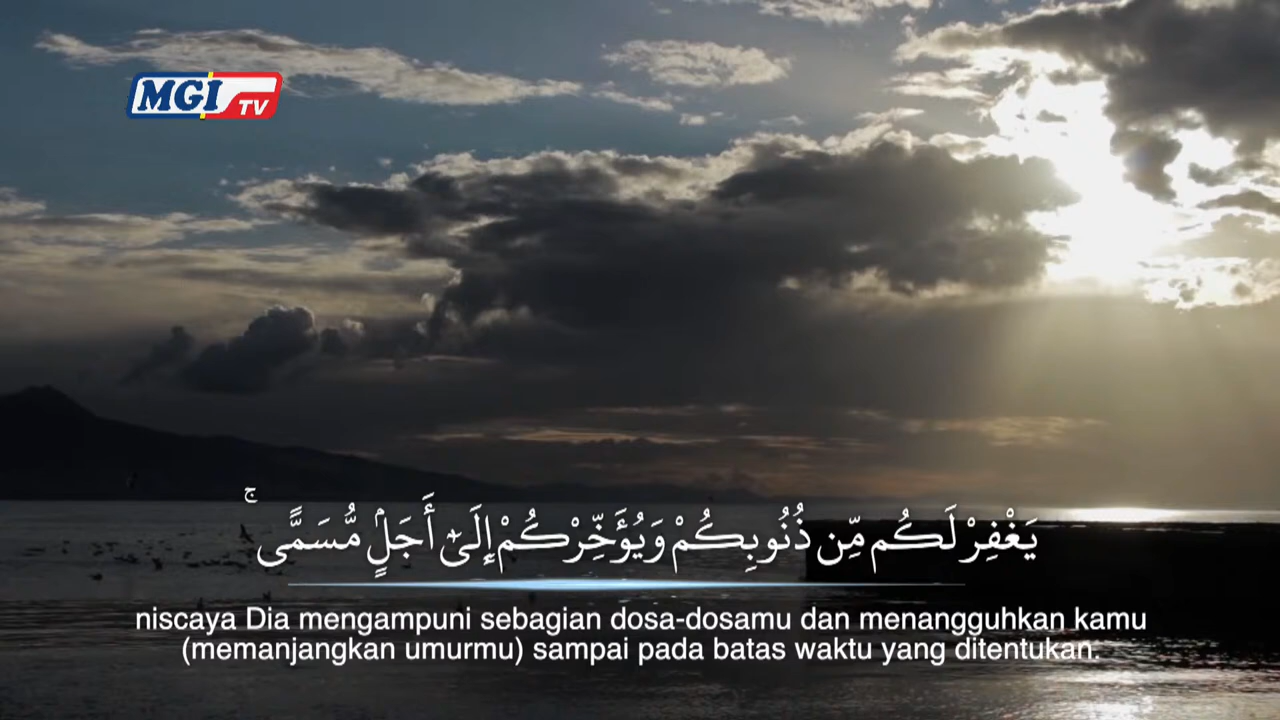 MGI TV
يَغْفِرْ لَكُم مِّن ذُنُوبِكُمْ وَيُؤَخِّرْكُمْ إِلَىٰٓ أَجَلٍۢ مُّسَمًّى ۚ
niscaya Dia mengampuni sebagian dosa-dosamu dan menangguhkan kamu
(memanjangkan umurmu) sampai pada batas waktu yang ditentukan.